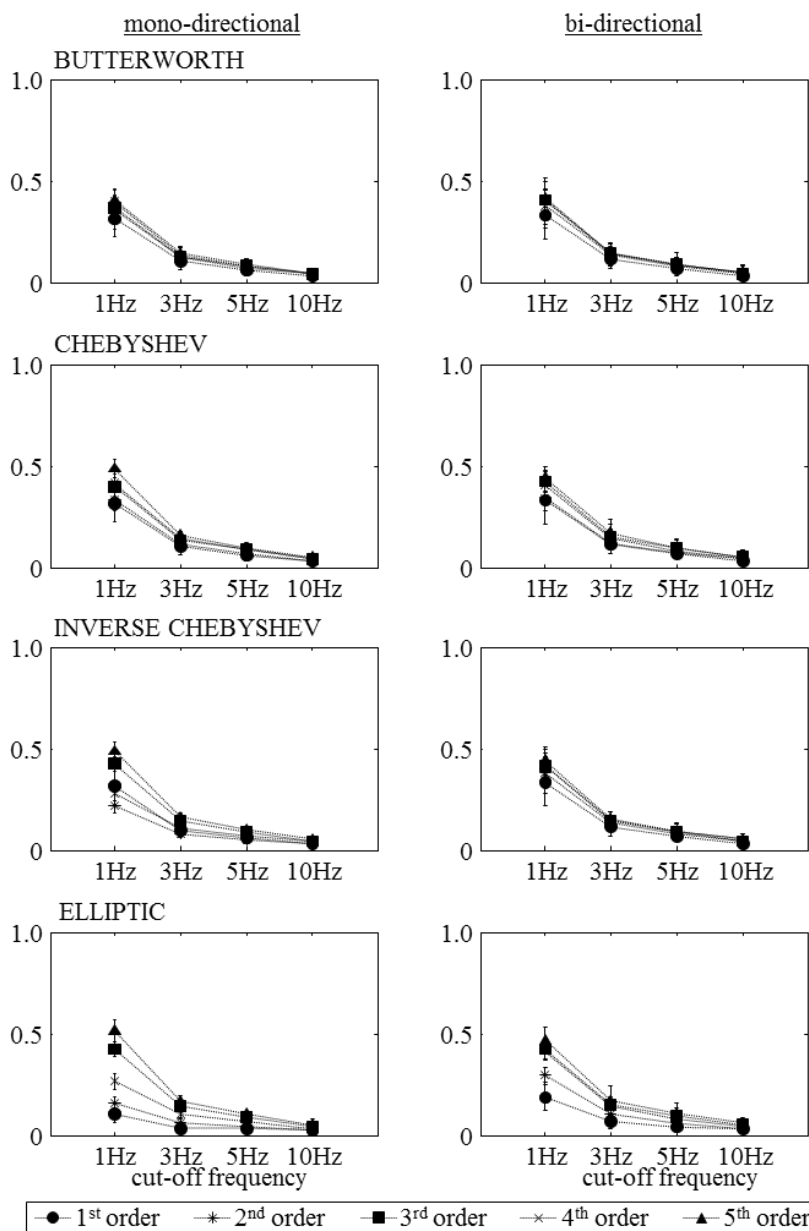 mono-directional bi-directional
BUTTERWORTH
1.0 1.0
0.5 0.5
0 0
1Hz 3Hz 5Hz 10Hz 1Hz 3Hz 5Hz 10Hz
CHEBYSHEV
1.0 1.0
0.5 0.5
0 0
1Hz 3Hz 5Hz 10Hz 1Hz 3Hz 5Hz 10Hz
INVERSE CHEBYSHEV
1.0 1.0
0.5 0.5
0 0
1Hz 3Hz 5Hz 10Hz 1Hz 3Hz 5Hz 10Hz
ELLIPTIC
1.0 1.0
0.5 0.5
0 0
1Hz 3Hz 5Hz 10Hz 1Hz 3Hz 5Hz 10Hz
cut-off frequency cut-off frequency
1st order 2nd order 3rd order 4th order 5th order